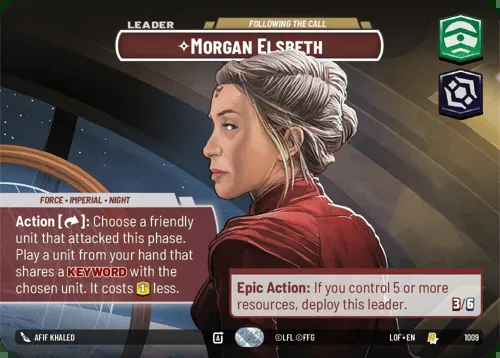 LEADER
FOLLOWING THE CALL
✧MORGAN ELSBETH
FORCE • IMPERIAL • NIGHT
Action [↷]: Choose a friendly
unit that attacked this phase.
Play a unit from your hand that
shares a KEYWORD with the
chosen unit. It costs 1 less.
Epic Action: If you control 5 or more
resources, deploy this leader.
3/6
AFIF KHALED
©LFL ©FFG
LOF • EN
1009